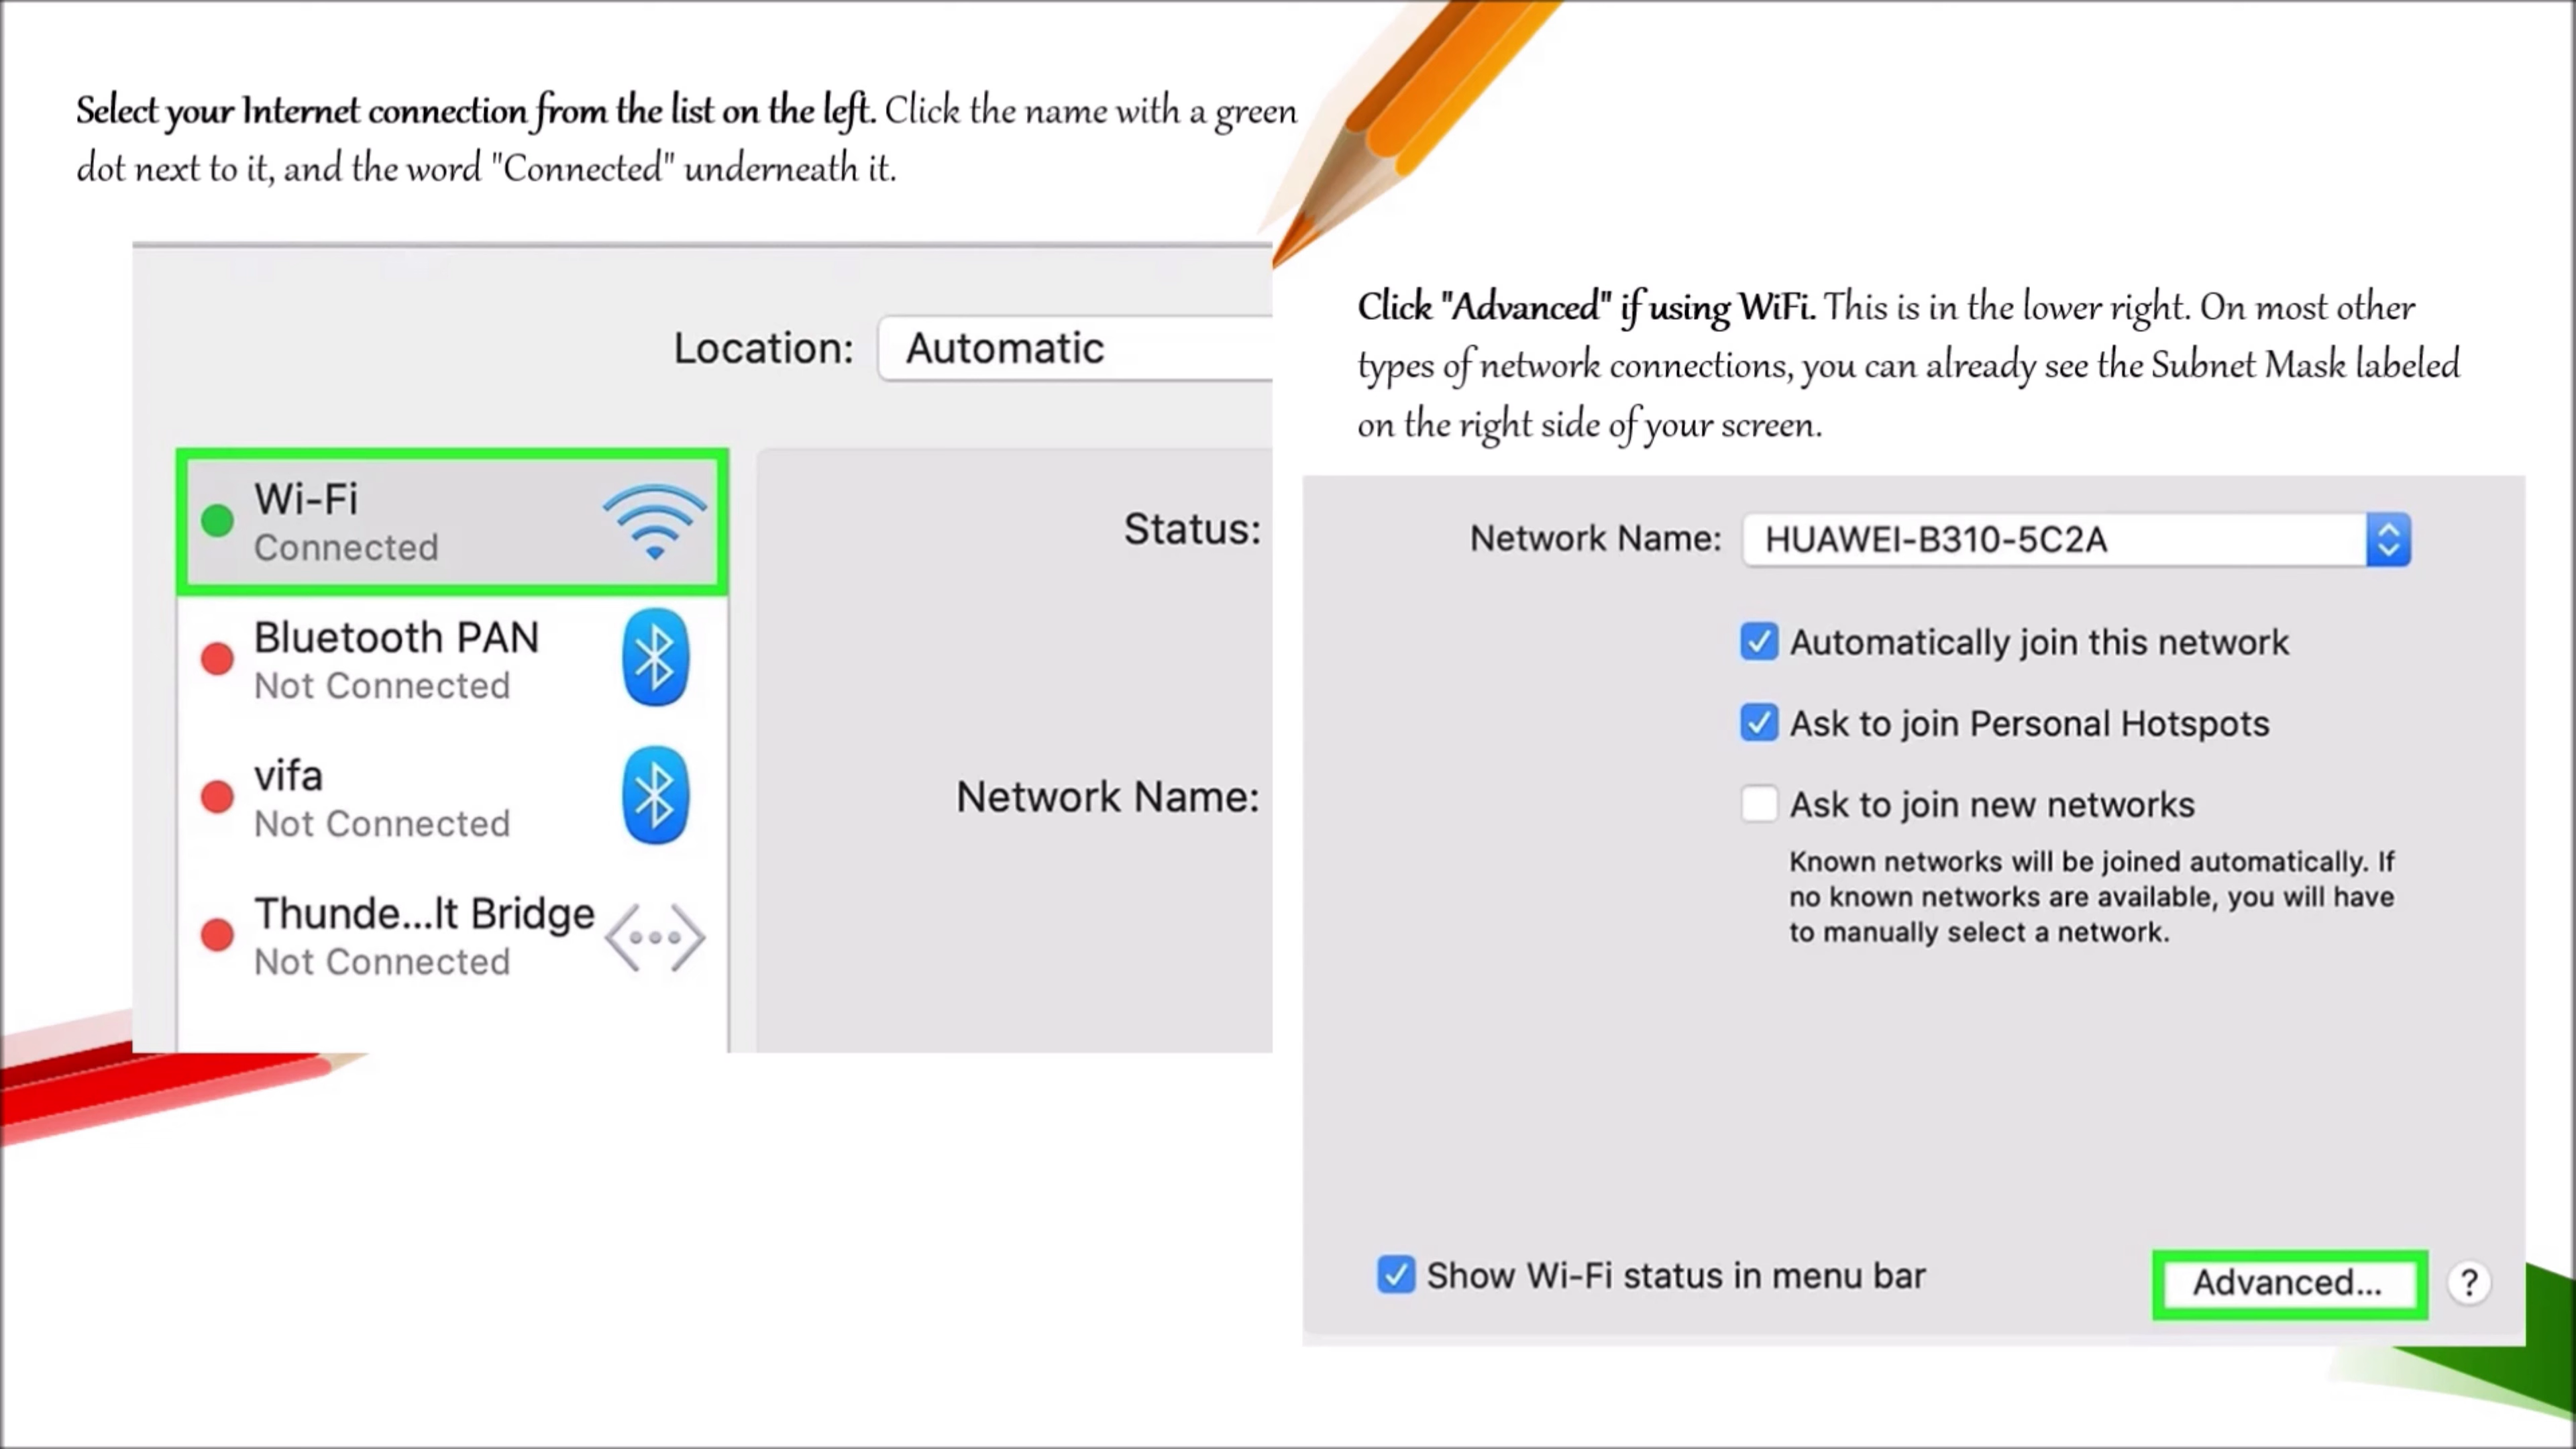 Select your Internet connection from the list on the left. Click the name with a green
dot next to it, and the word "Connected" underneath it.
Location: Automatic
Wi-Fi
Connected
Status:
Bluetooth PAN
Not Connected
vifa
Not Connected
Network Name:
Thunde...lt Bridge
Not Connected
Click "Advanced" if using WiFi. This is in the lower right. On most other
types of network connections, you can already see the Subnet Mask labeled
on the right side of your screen.
Network Name: HUAWEI-B310-5C2A
Automatically join this network
Ask to join Personal Hotspots
Ask to join new networks
Known networks will be joined automatically. If
no known networks are available, you will have
to manually select a network.
Show Wi-Fi status in menu bar Advanced... ?